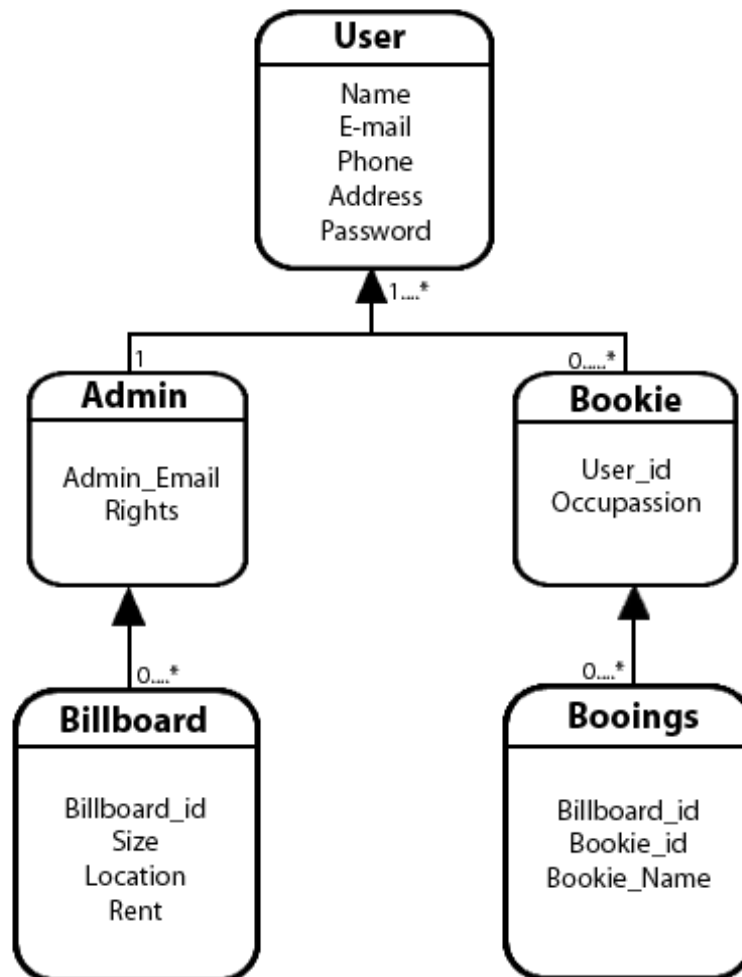 User
Name
E-mail
Phone
Address
Password
1....*
1
0.....*
Admin
Admin_Email
Rights
Bookie
User_id
Occupassion
0....*
0....*
Billboard
Billboard_id
Size
Location
Rent
Booings
Billboard_id
Bookie_id
Bookie_Name